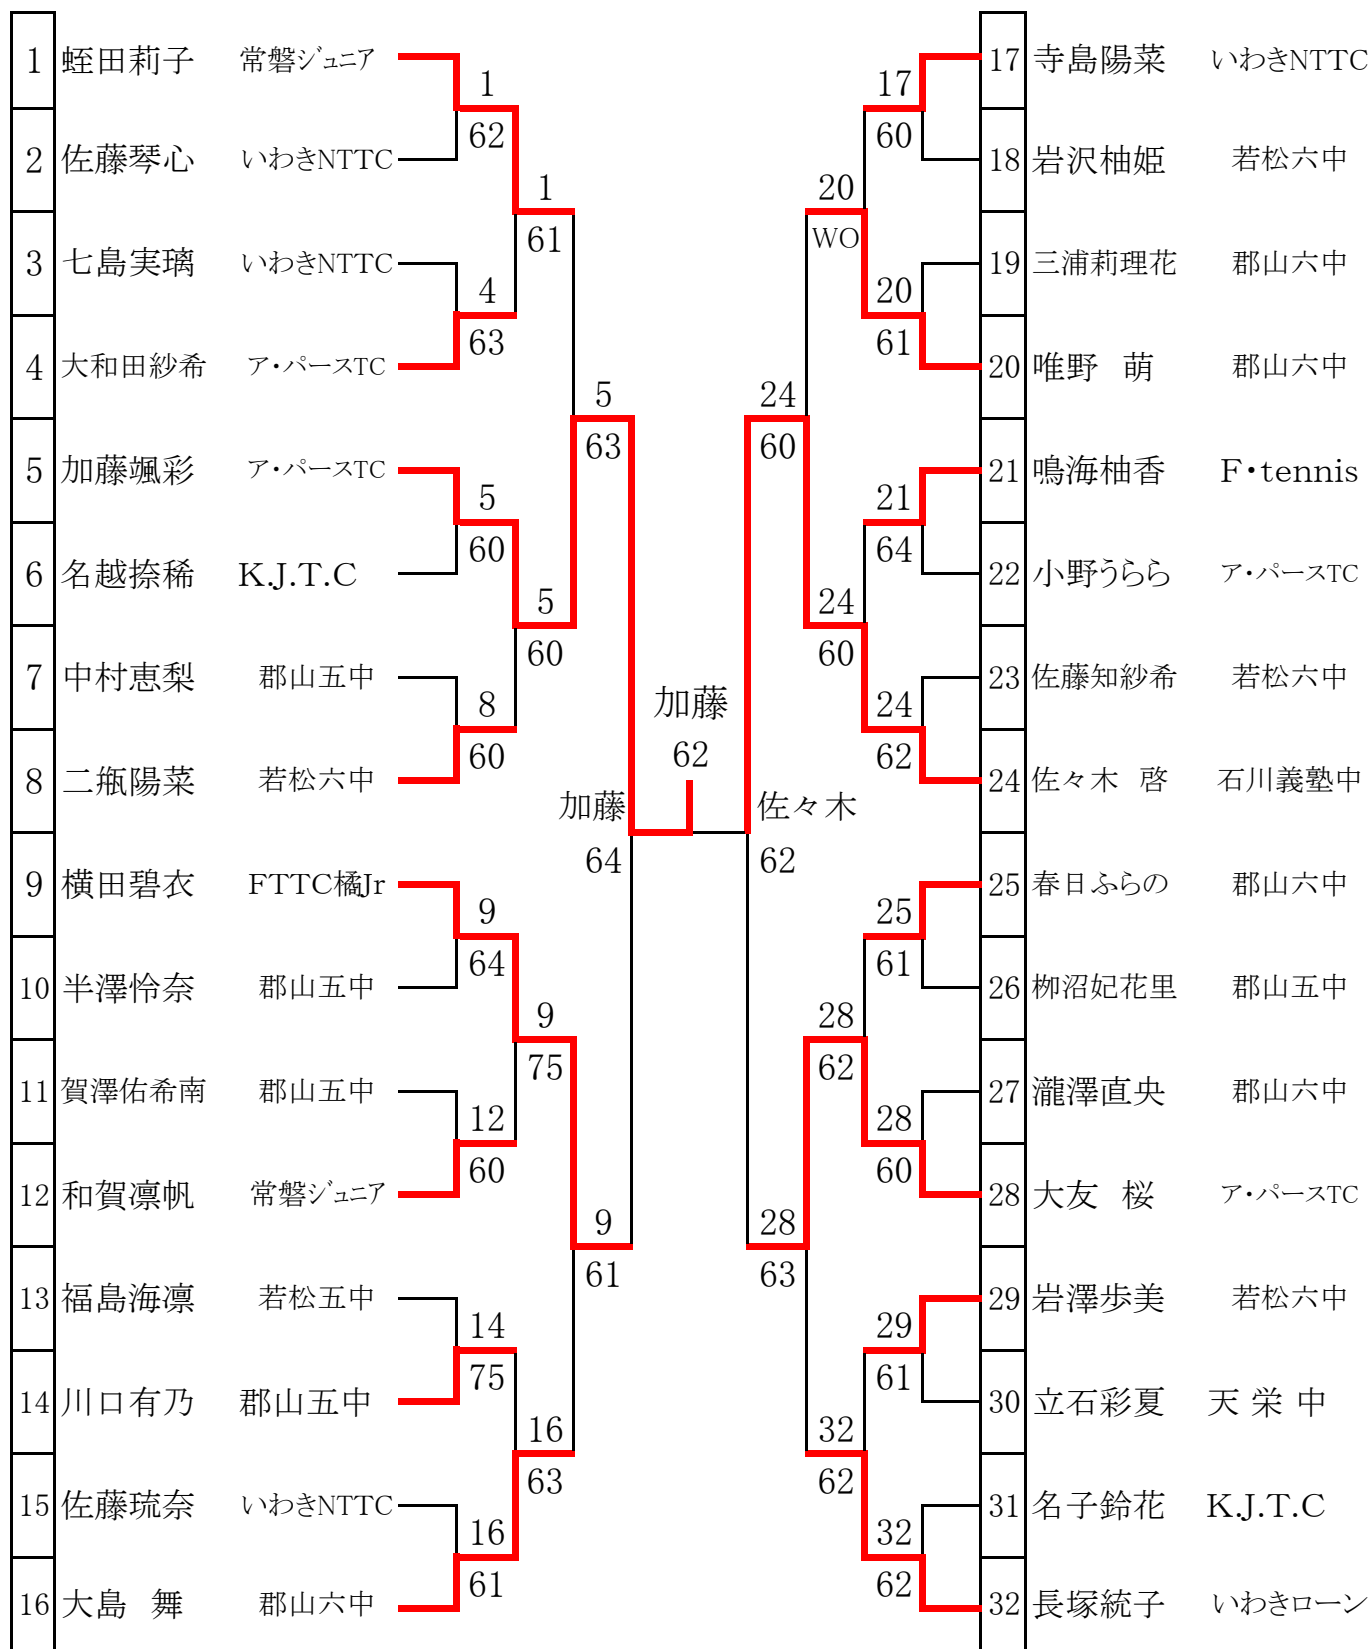 1 蛭田莉子 常磐ジュニア
2 佐藤琴心 いわきNTTC
3 七島実璃 いわきNTTC
4 大和田紗希 ア・パースTC
5 加藤颯彩 ア・パースTC
6 名越捺稀 K.J.T.C
7 中村恵梨 郡山五中
8 二瓶陽菜 若松六中
9 横田碧衣 FTTC橘Jr
10 半澤怜奈 郡山五中
11 賀澤佑希南 郡山五中
12 和賀凛帆 常磐ジュニア
13 福島海凛 若松五中
14 川口有乃 郡山五中
15 佐藤琉奈 いわきNTTC
16 大島 舞 郡山六中
1
62
4
63
5
60
8
60
9
64
12
60
14
75
16
61
1
61
5
60
9
75
16
63
5
63
9
61
加藤
64
加藤
62
佐々木
62
24
60
28
63
20
WO
24
60
28
62
32
62
17
60
20
61
21
64
24
62
25
61
28
60
29
61
32
62
17 寺島陽菜 いわきNTTC
18 岩沢柚姫 若松六中
19 三浦莉理花 郡山六中
20 唯野 萌 郡山六中
21 鳴海柚香 F・tennis
22 小野うらら ア・パースTC
23 佐藤知紗希 若松六中
24 佐々木 啓 石川義塾中
25 春日ふらの 郡山六中
26 栁沼妃花里 郡山五中
27 瀧澤直央 郡山六中
28 大友 桜 ア・パースTC
29 岩澤歩美 若松六中
30 立石彩夏 天 栄 中
31 名子鈴花 K.J.T.C
32 長塚統子 いわきローン